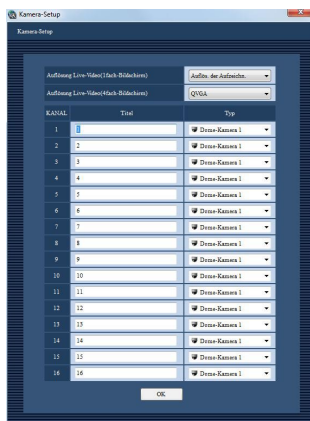 Kamera-Setup
Kamera-Setup
Auflösung Live-Video(1fach-Bildschirm) Auflös. der Aufzeichn.
Auflösung Live-Video(4fach-Bildschirm) QVGA
KANAL Titel Typ
1 1 Dome-Kamera 1
2 2 Dome-Kamera 1
3 3 Dome-Kamera 1
4 4 Dome-Kamera 1
5 5 Dome-Kamera 1
6 6 Dome-Kamera 1
7 7 Dome-Kamera 1
8 8 Dome-Kamera 1
9 9 Dome-Kamera 1
10 10 Dome-Kamera 1
11 11 Dome-Kamera 1
12 12 Dome-Kamera 1
13 13 Dome-Kamera 1
14 14 Dome-Kamera 1
15 15 Dome-Kamera 1
16 16 Dome-Kamera 1
OK